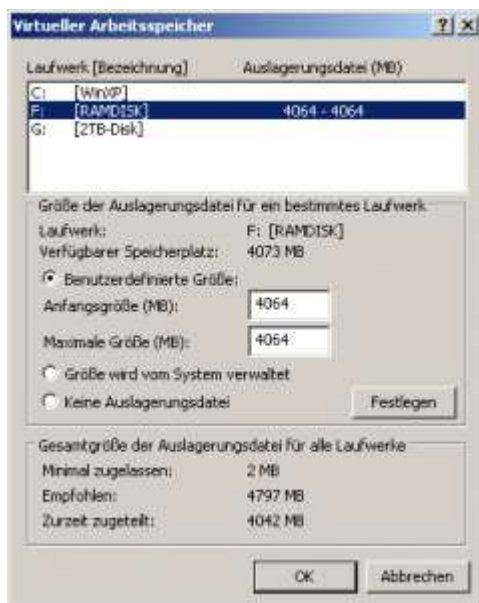 Virtueller Arbeitsspeicher
Laufwerk [Bezeichnung] Auslagerungsdatei (MB)
C: [WinXP]
F: [RAMDISK] 4064 - 4064
G: [2TB-Disk]
Größe der Auslagerungsdatei für ein bestimmtes Laufwerk
Laufwerk: F: [RAMDISK]
Verfügbarer Speicherplatz: 4073 MB
Benutzerdefinierte Größe:
Anfangsgröße (MB): 4064
Maximale Größe (MB): 4064
Größe wird vom System verwaltet
Keine Auslagerungsdatei Festlegen
Gesamtgröße der Auslagerungsdatei für alle Laufwerke
Minimal zugelassen: 2 MB
Empfohlen: 4797 MB
Zurzeit zugeteilt: 4042 MB
OK Abbrechen